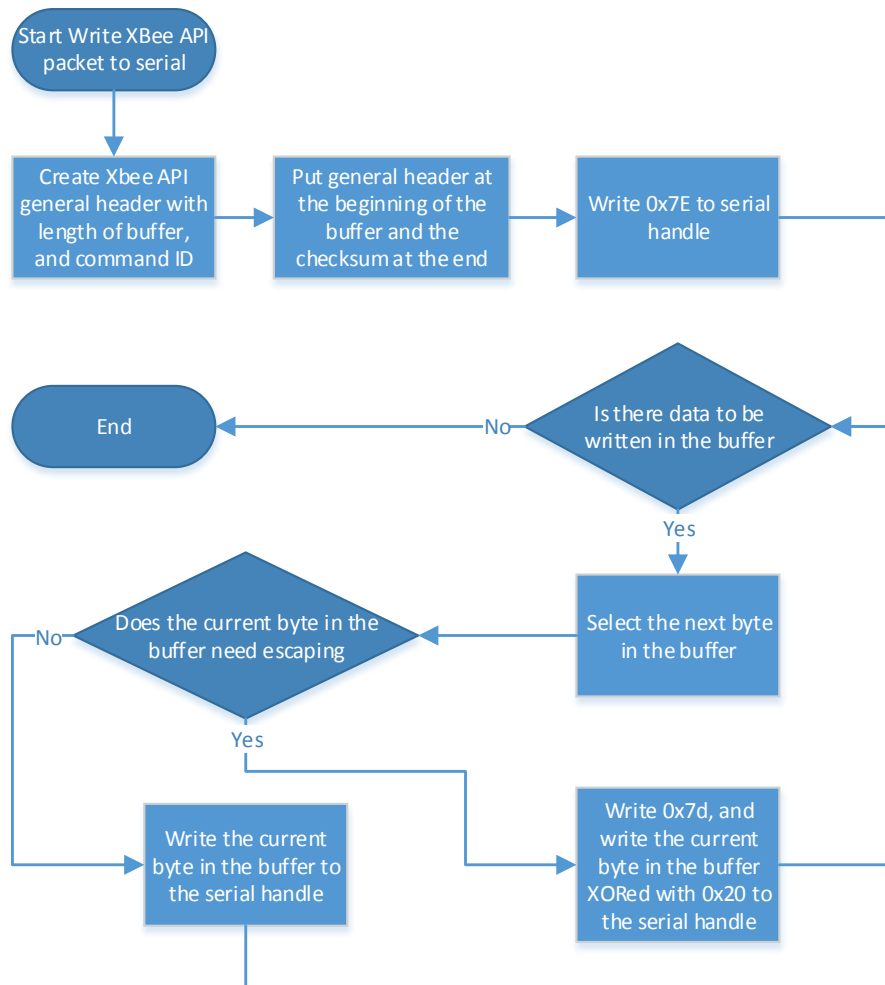 Start Write XBee API
packet to serial
Create Xbee API
general header with
length of buffer,
and command ID
Put general header at
the beginning of the
buffer and the
checksum at the end
Write 0x7E to serial
handle
Is there data to be
written in the buffer
No
End
Yes
Select the next byte
in the buffer
Does the current byte in the
buffer need escaping
No
Yes
Write the current
byte in the buffer to
the serial handle
Write 0x7d, and
write the current
byte in the buffer
XORed with 0x20 to
the serial handle